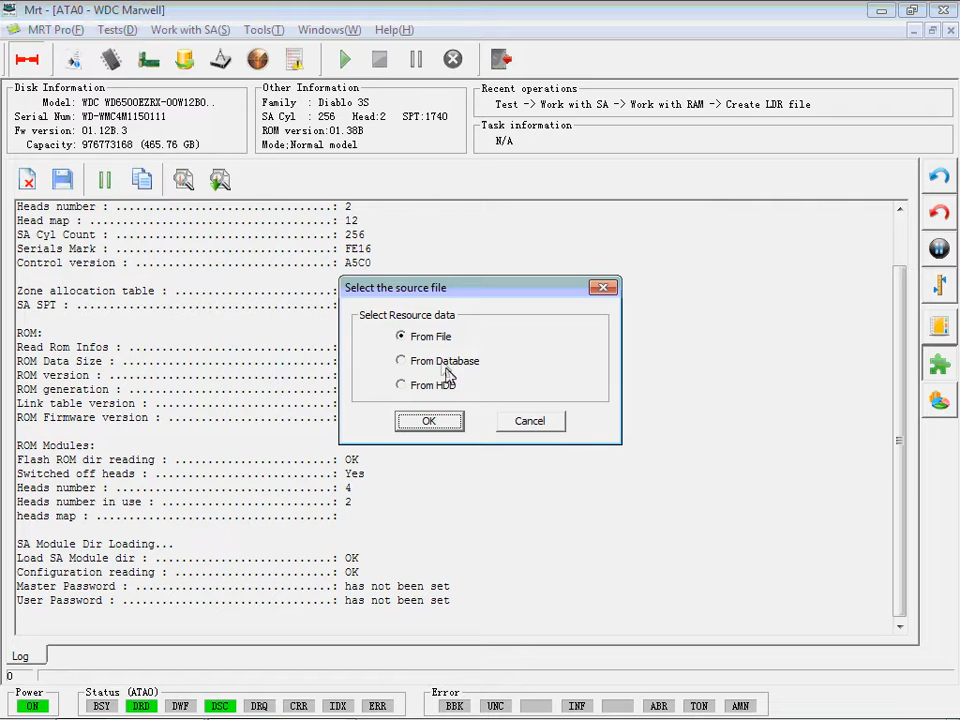 Mrt - [ATA0 - WDC Marwell]
MRT Pro(F) Tests(D) Work with SA(S) Tools(T) Windows(W) Help(H)
Disk Information
Model: WDC WD6500EZRX-00W12B0..
Serial Num: WD-WMC4M1150111
Fw version: 01.12B.3
Capacity: 976773168 (465.76 GB)
Other Information
Family : Diablo 3S
SA Cyl : 256 Head:2 SPT:1740
ROM version:01.38B
Mode:Normal model
Recent operations
Test -> Work with SA -> Work with RAM -> Create LDR file
Task information
N/A
Heads number : ..................................: 2
Head map : ......................................: 12
SA Cyl Count : ..................................: 256
Serials Mark : ..................................: FE16
Control version : ...............................: A5C0
Zone allocation table :
SA SPT :
ROM:
Read Rom Infos :
ROM Data Size :
ROM version :
ROM generation :
Link table version :
ROM Firmware version :
ROM Modules:
Flash ROM dir reading : .........................: OK
Switched off heads : ............................: Yes
Heads number : ..................................: 4
Heads number in use : ...........................: 2
heads map : .....................................:
SA Module Dir Loading...
Load SA Module dir : ............................: OK
Configuration reading : .........................: OK
Master Password : ...............................: has not been set
User Password : .................................: has not been set
Select the source file
Select Resource data
From File
From Database
From HDD
OK Cancel
Log
0
Power
ON
Status (ATA0)
BSY DRD DWF DSC DRQ CRR IDX ERR
Error
BBK UNC INF ABR TON AMN